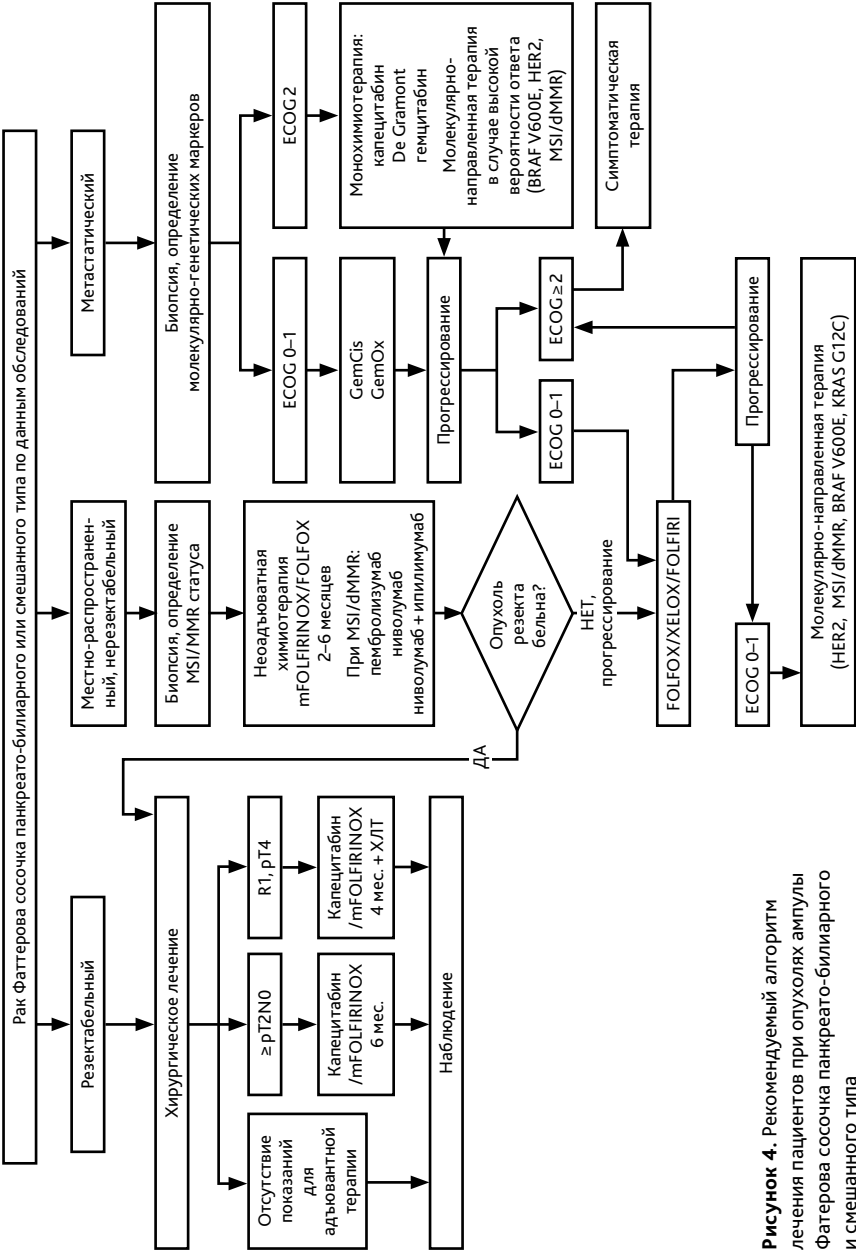 Рак Фаттерова сосочка панкреато-билиарного или смешанного типа по данным обследований
Резектабельный
Хирургическое лечение
Отсутствие
показаний
для
адъювантной
терапии
≥pT2N0
Капецитабин
/mFOLFIRINOX
6 мес.
R1, pT4
Капецитабин
/mFOLFIRINOX
4 мес. + ХЛТ
Наблюдение
Местно-распространен-
ный, нерезектабельный
Биопсия, определение
MSI/MMR статуса
Неоадъюватная
химиотерапия
mFOLFIRINOX/FOLFOX
2–6 месяцев
При MSI/dMMR:
пембролизумаб
ниволумаб
ниволумаб + ипилимумаб
Опухоль
резекта
бельна?
ДА
НЕТ,
прогрессирование
FOLFOX/XELOX/FOLFIRI
Метастатический
Биопсия, определение
молекулярно-генетических маркеров
ECOG 0–1
GemCis
GemOx
Прогрессирование
ECOG 0–1
ECOG≥2
ECOG 2
Монохимиотерапия:
капецитабин
De Gramont
гемцитабин
Молекулярно-
направленная терапия
в случае высокой
вероятности ответа
(BRAF V600E, HER2,
MSI/dMMR)
Симптоматическая
терапия
Прогрессирование
ECOG 0–1
Молекулярно-направленная терапия
(HER2, MSI/dMMR, BRAF V600E, KRAS G12C)
Рисунок 4. Рекомендуемый алгоритм
лечения пациентов при опухолях ампулы
Фатерова сосочка панкреато-билиарного
и смешанного типа